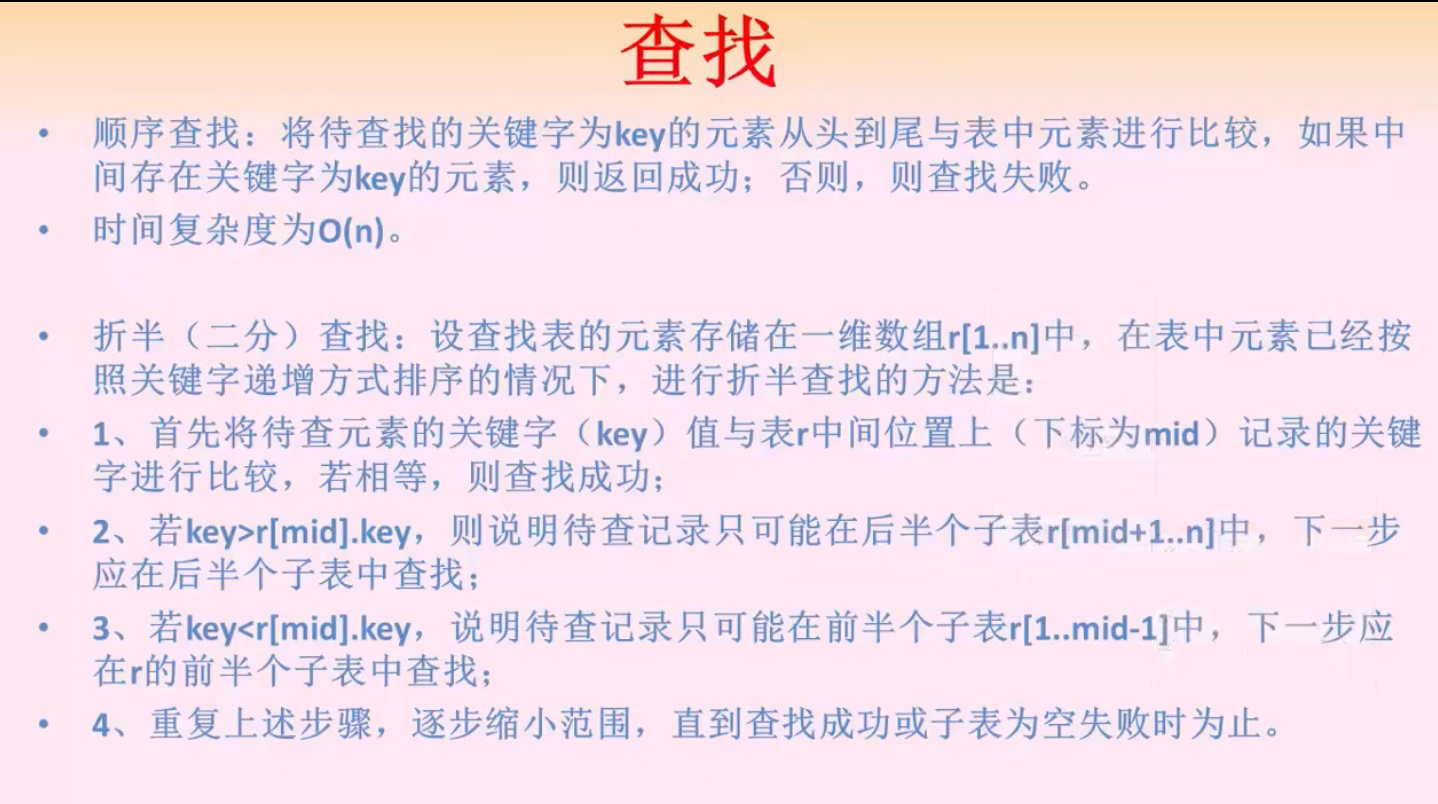 查找
• 顺序查找：将待查找的关键字为key的元素从头到尾与表中元素进行比较，如果中
间存在关键字为key的元素，则返回成功；否则，则查找失败。
• 时间复杂度为O(n)。
• 折半（二分）查找：设查找表的元素存储在一维数组r[1..n]中，在表中元素已经按
照关键字递增方式排序的情况下，进行折半查找的方法是：
• 1、首先将待查元素的关键字（key）值与表r中间位置上（下标为mid）记录的关键
字进行比较，若相等，则查找成功；
• 2、若key>r[mid].key，则说明待查记录只可能在后半个子表r[mid+1..n]中，下一步
应在后半个子表中查找；
• 3、若key<r[mid].key，说明待查记录只可能在前半个子表r[1..mid-1]中，下一步应
在r的前半个子表中查找；
• 4、重复上述步骤，逐步缩小范围，直到查找成功或子表为空失败时为止。